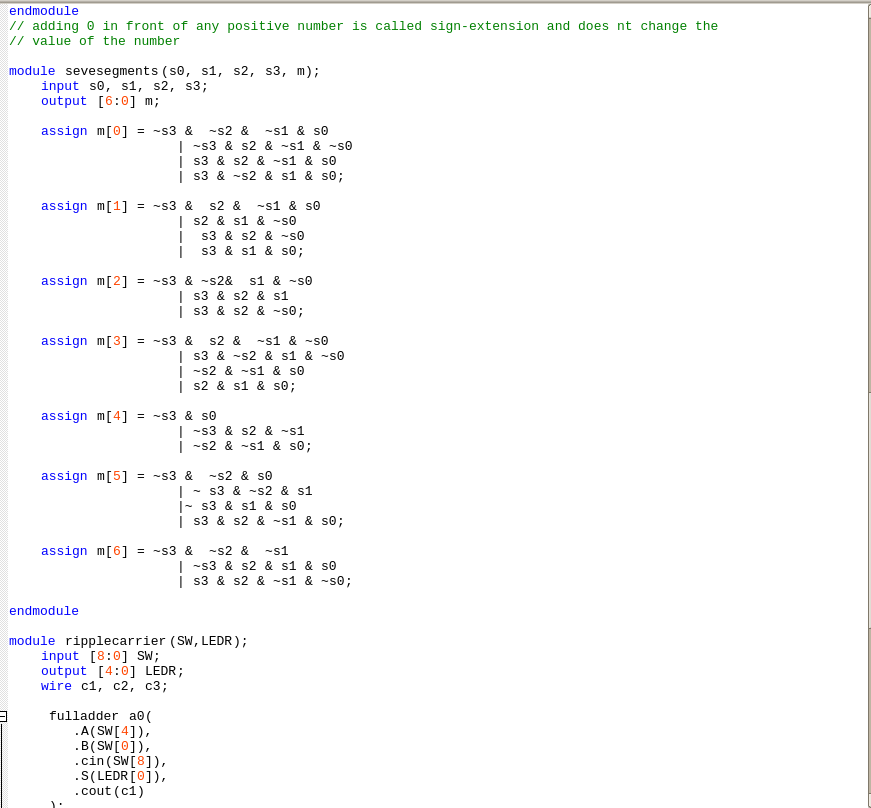 endmodule
// adding 0 in front of any positive number is called sign-extension and does nt change the
// value of the number
module sevesegments(s0, s1, s2, s3, m);
input s0, s1, s2, s3;
output [6:0] m;
assign m[0] = ~s3 &  ~s2 &  ~s1 & s0
| ~s3 & s2 & ~s1 & ~s0
| s3 & s2 & ~s1 & s0
| s3 & ~s2 & s1 & s0;
assign m[1] = ~s3 &  s2 &  ~s1 & s0
| s2 & s1 & ~s0
|  s3 & s2 & ~s0
|  s3 & s1 & s0;
assign m[2] = ~s3 & ~s2&  s1 & ~s0
| s3 & s2 & s1
| s3 & s2 & ~s0;
assign m[3] = ~s3 &  s2 &  ~s1 & ~s0
| s3 & ~s2 & s1 & ~s0
| ~s2 & ~s1 & s0
| s2 & s1 & s0;
assign m[4] = ~s3 & s0
| ~s3 & s2 & ~s1
| ~s2 & ~s1 & s0;
assign m[5] = ~s3 &  ~s2 & s0
| ~ s3 & ~s2 & s1
|~ s3 & s1 & s0
| s3 & s2 & ~s1 & s0;
assign m[6] = ~s3 &  ~s2 &  ~s1
| ~s3 & s2 & s1 & s0
| s3 & s2 & ~s1 & ~s0;
endmodule
module ripplecarrier(SW,LEDR);
input [8:0] SW;
output [4:0] LEDR;
wire c1, c2, c3;
fulladder a0(
.A(SW[4]),
.B(SW[0]),
.cin(SW[8]),
.S(LEDR[0]),
.cout(c1)
);